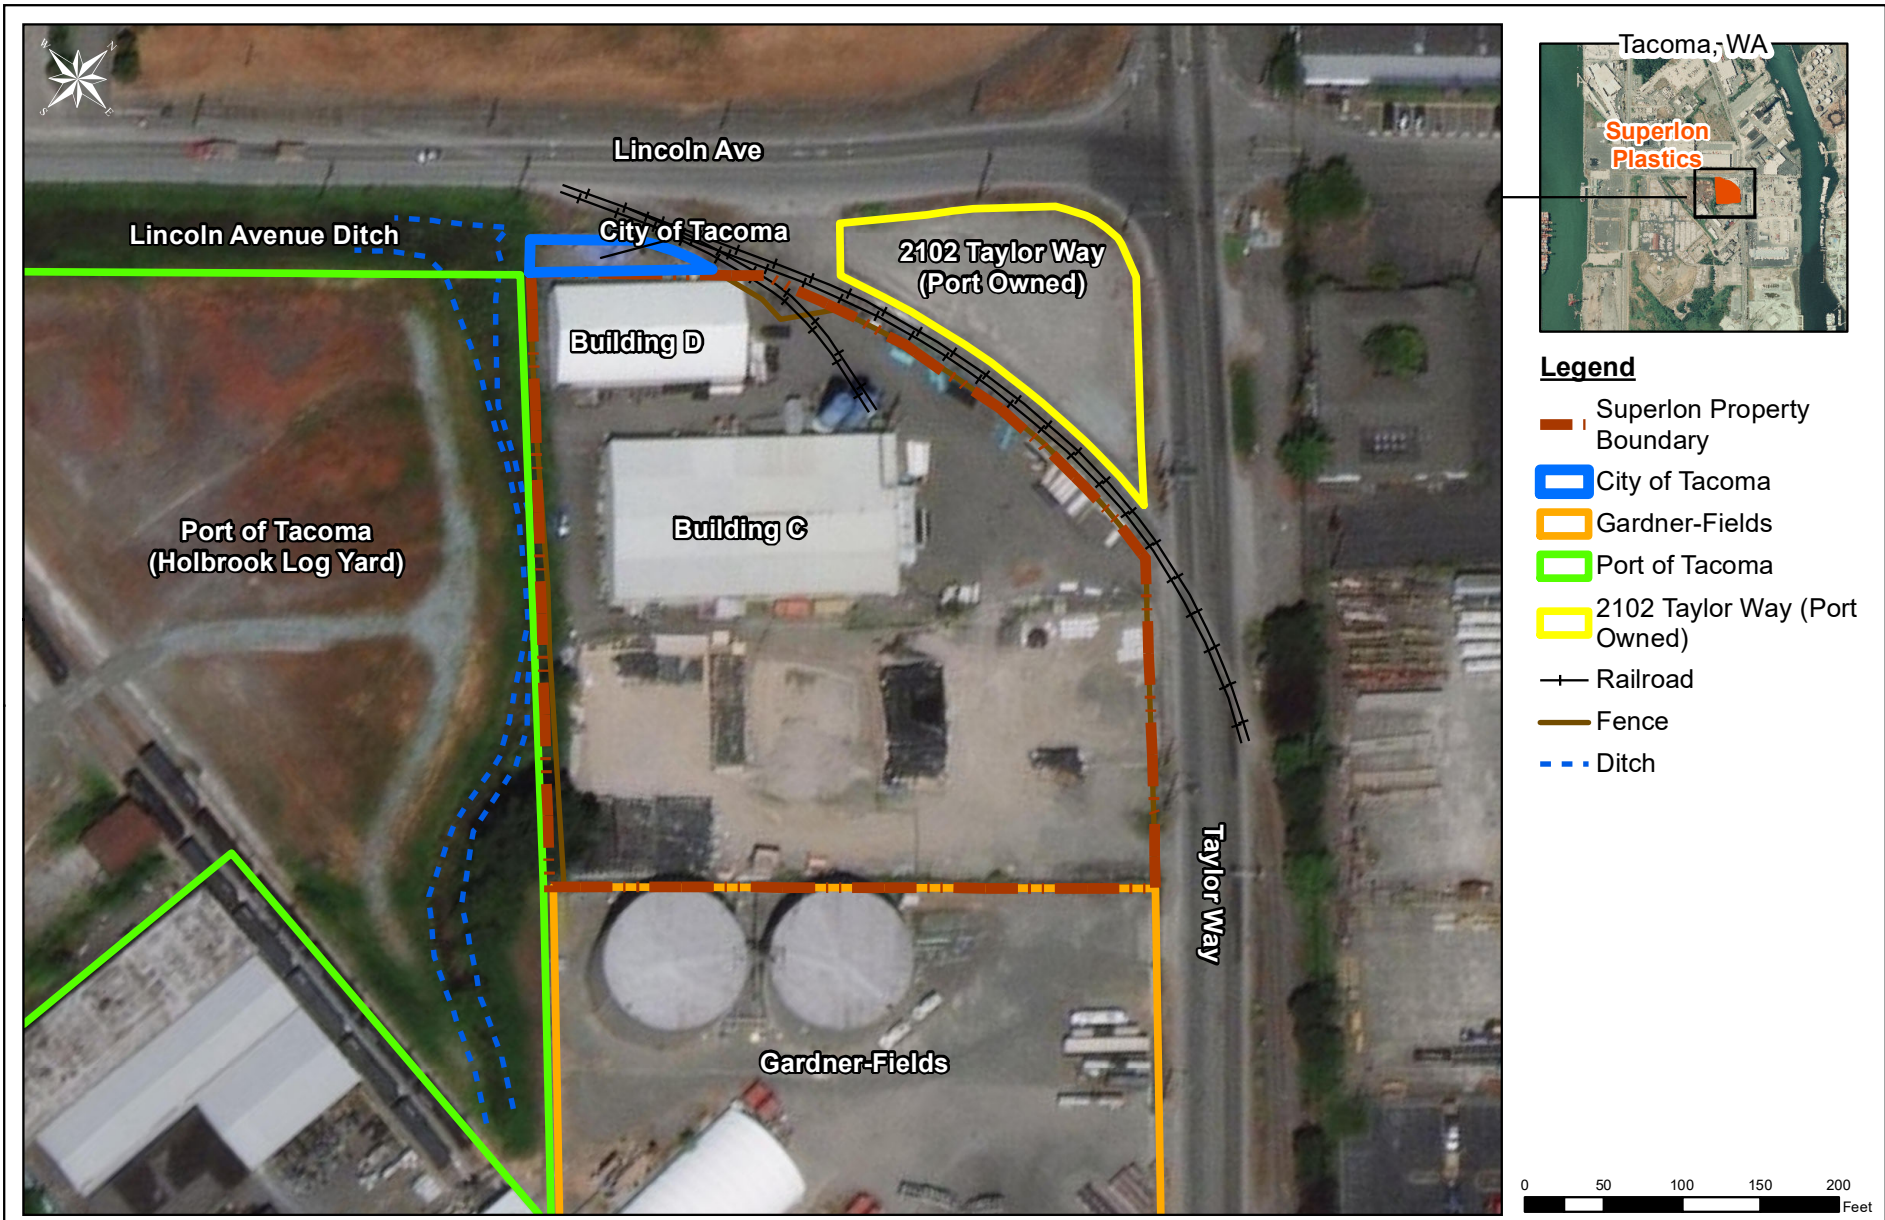 W
N
S
E
Lincoln Ave
Lincoln Avenue Ditch
City of Tacoma
2102 Taylor Way
(Port Owned)
Building D
Building C
Port of Tacoma
(Holbrook Log Yard)
Taylor Way
Gardner-Fields
Tacoma, WA
Superlon
Plastics
Legend
Superlon Property
Boundary
City of Tacoma
Gardner-Fields
Port of Tacoma
2102 Taylor Way (Port
Owned)
Railroad
Fence
Ditch
0 50 100 150 200
Feet